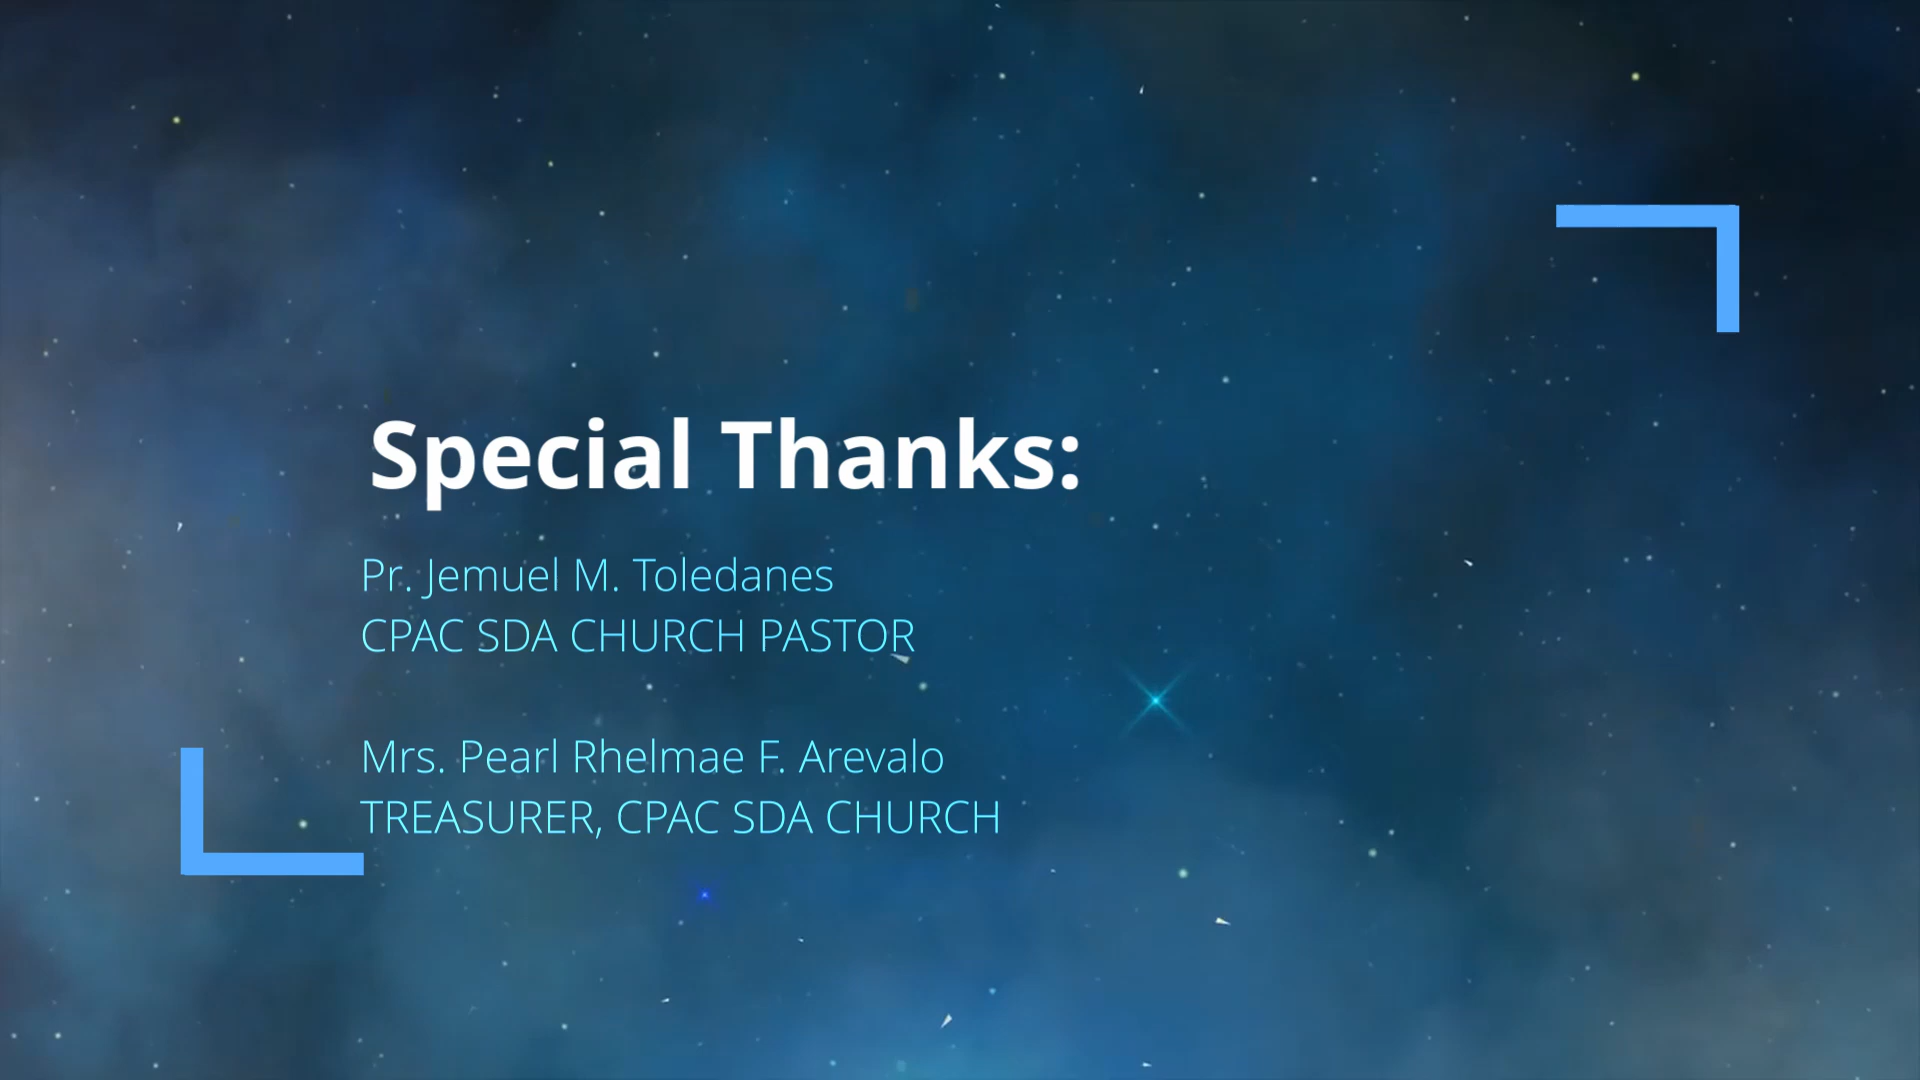 Special Thanks:
Pr. Jemuel M. Toledanes
CPAC SDA CHURCH PASTOR
Mrs. Pearl Rhelmae F. Arevalo
TREASURER, CPAC SDA CHURCH